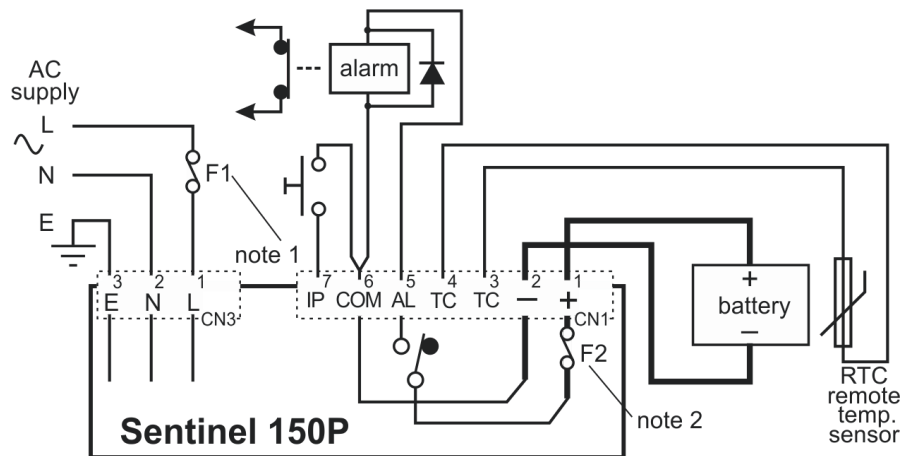 alarm
AC
supply
L
N
E
F1
note 1
3 2 1
E N L
CN3
7 6 5 4 3 2 1
IP COM AL TC TC − +
CN1
F2
note 2
+
battery
−
RTC
remote
temp.
sensor
Sentinel 150P